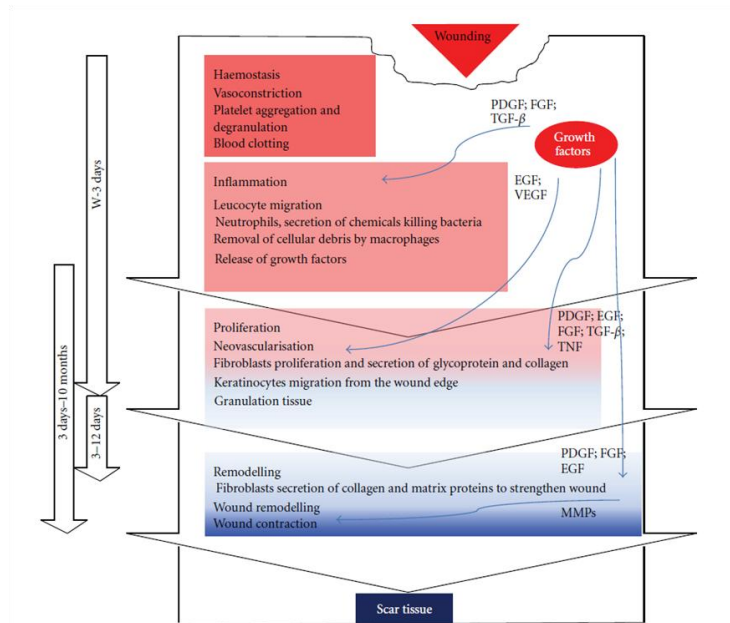 Wounding
Haemostasis
Vasoconstriction
Platelet aggregation and
degranulation
Blood clotting
PDGF; FGF;
TGF-β
Growth
factors
Inflammation
Leucocyte migration
Neutrophils, secretion of chemicals killing bacteria
Removal of cellular debris by macrophages
Release of growth factors
EGF;
VEGF
W-3 days
Proliferation
Neovascularisation
Fibroblasts proliferation and secretion of glycoprotein and collagen
Keratinocytes migration from the wound edge
Granulation tissue
PDGF; EGF;
FGF; TGF-β;
TNF
3 days–10 months
3–12 days
Remodelling
Fibroblasts secretion of collagen and matrix proteins to strengthen wound
Wound remodelling
Wound contraction
PDGF; FGF;
EGF
MMPs
Scar tissue